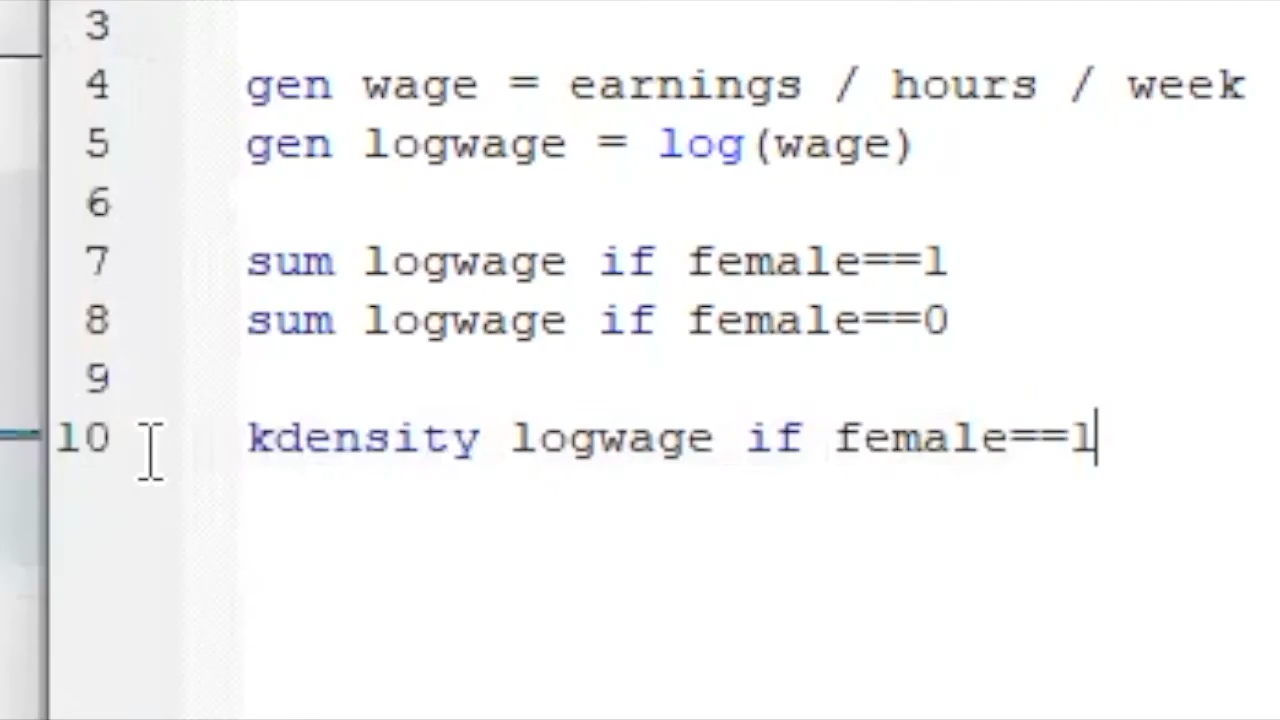 3
4 gen wage = earnings / hours / week
5 gen logwage = log(wage)
6
7 sum logwage if female==1
8 sum logwage if female==0
9
10 kdensity logwage if female==1